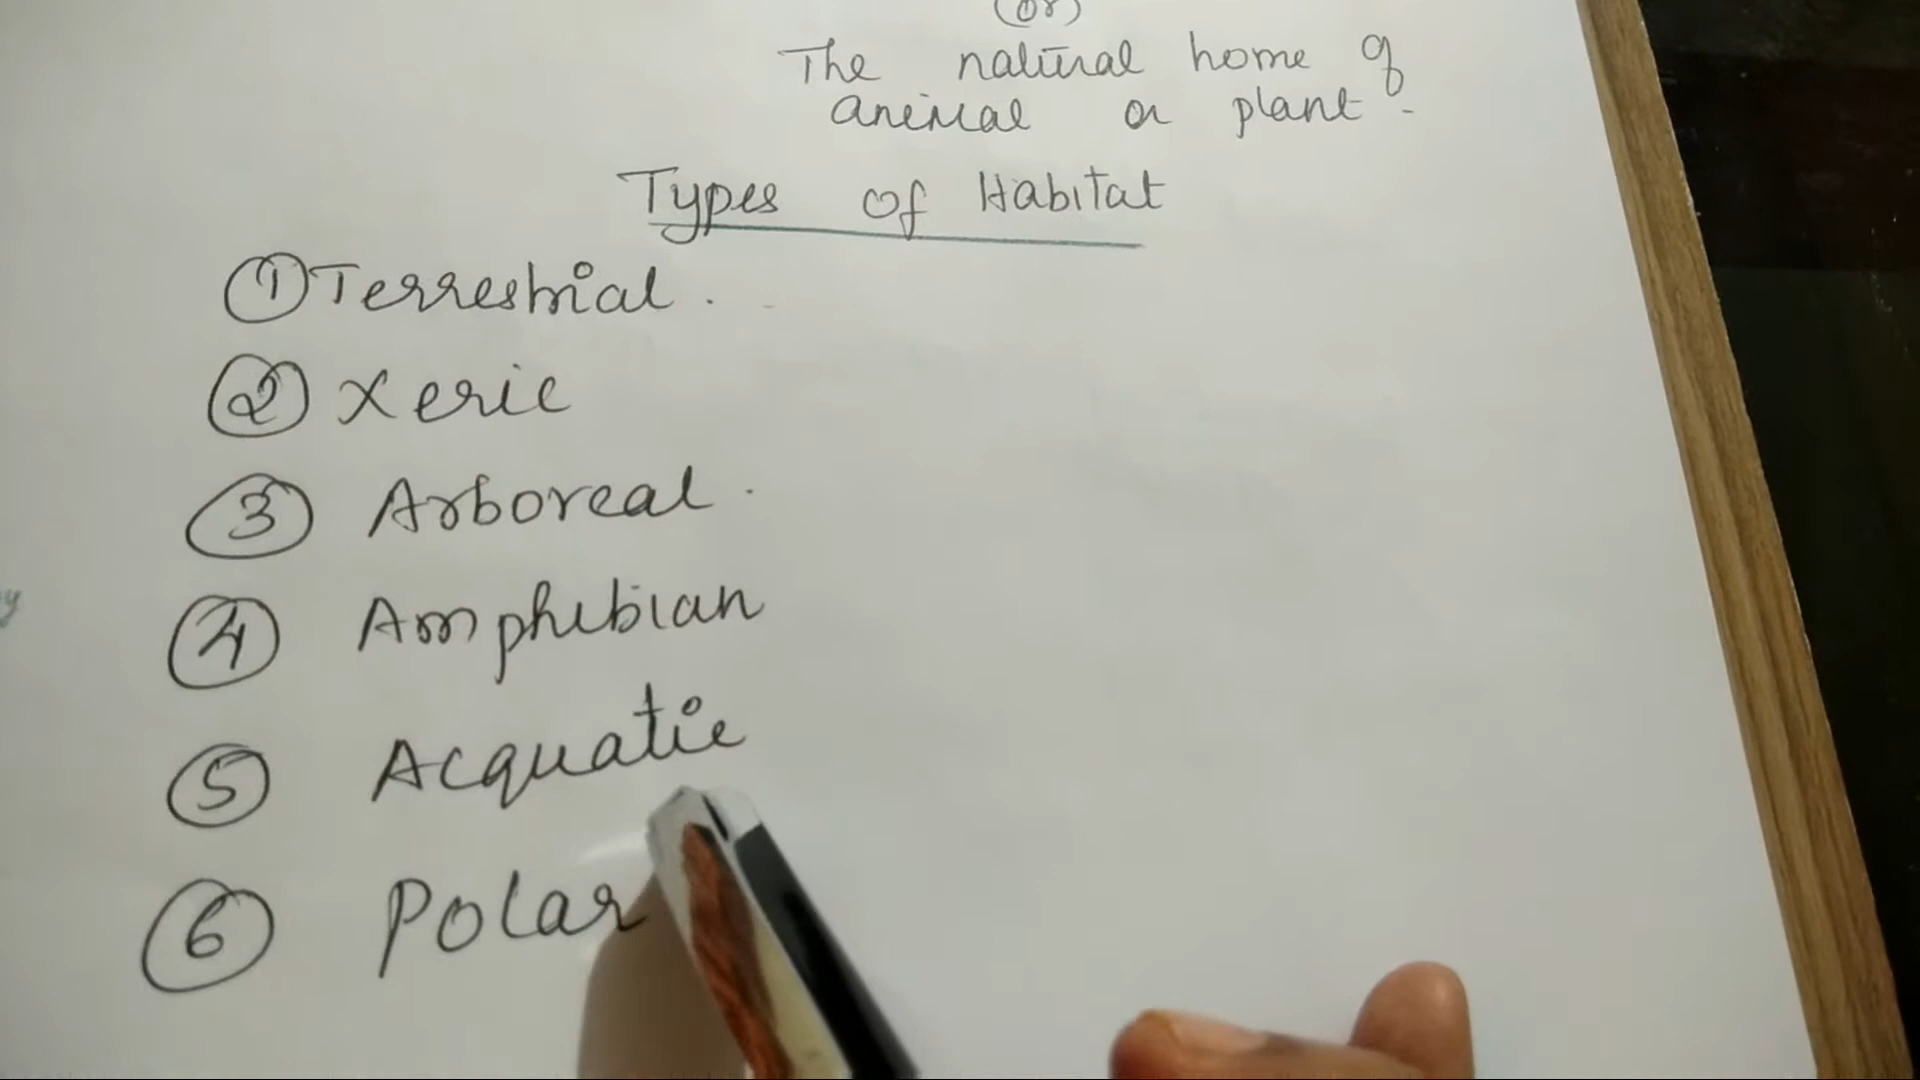 (or)
The natural home of
animal or plant.
Types of Habitat
① Terrestrial.
② Xeric
③ Arboreal.
④ Amphibian
⑤ Acquatic
⑥ Polar